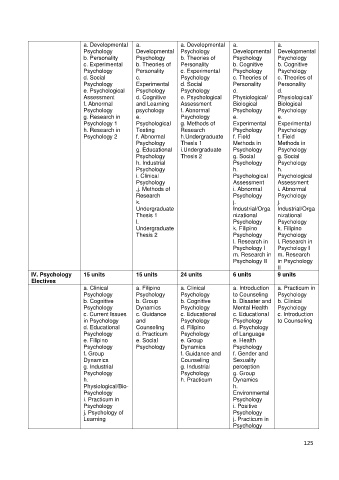 a. Developmental
Psychology
b. Personality
c. Experimental
Psychology
d. Social
Psychology
e. Psychological
Assessment
f. Abnormal
Psychology
g. Research in
Psychology 1
h. Research in
Psychology 2
a.
Developmental
Psychology
b. Theories of
Personality
c.
Experimental
Psychology
d. Cognitive
and Learning
psychology
e.
Psychological
Testing
f. Abnormal
Psychology
g. Educational
Psychology
h. Industrial
Psychology
i. Clinical
Psychology
j. Methods of
Research
k.
Undergraduate
Thesis 1
l.
Undergraduate
Thesis 2
a. Developmental
Psychology
b. Theories of
Personality
c. Experimental
Psychology
d. Social
Psychology
e. Psychological
Assessment
f. Abnormal
Psychology
g. Methods of
Research
h.Undergraduate
Thesis 1
i.Undergraduate
Thesis 2
a.
Developmental
Psychology
b. Cognitive
Psychology
c. Theories of
Personality
d.
Physiological/
Biological
Psychology
e.
Experimental
Psychology
f. Field
Methods in
Psychology
g. Social
Psychology
h.
Psychological
Assessment
i. Abnormal
Psychology
j.
Industrial/Orga
nizational
Psychology
k. Filipino
Psychology
l. Research in
Psychology I
m. Research in
Psychology II
a.
Developmental
Psychology
b. Cognitive
Psychology
c. Theories of
Personality
d.
Physiological/
Biological
Psychology
e.
Experimental
Psychology
f. Field
Methods in
Psychology
g. Social
Psychology
h.
Psychological
Assessment
i. Abnormal
Psychology
j.
Industrial/Orga
nizational
Psychology
k. Filipino
Psychology
l. Research in
Psychology II
m. Research
in Psychology
II
IV. Psychology
Electives
15 units
15 units
24 units
6 units
9 units
a. Clinical
Psychology
b. Cognitive
Psychology
c. Current Issues
in Psychology
d. Educational
Psychology
e. Filipino
Psychology
f. Group
Dynamics
g. Industrial
Psychology
h.
Physiological/Bio-
Psychology
i. Practicum in
Psychology
j. Psychology of
Learning
a. Filipino
Psychology
b. Group
Dynamics
c. Guidance
and
Counseling
d. Practicum
e. Social
Psychology
a. Clinical
Psychology
b. Cognitive
Psychology
c. Educational
Psychology
d. Filipino
Psychology
e. Group
Dynamics
f. Guidance and
Counseling
g. Industrial
Psychology
h. Practicum
a. Introduction
to Counseling
b. Disaster and
Mental Health
c. Educational
Psychology
d. Psychology
of Language
e. Health
Psychology
f. Gender and
Sexuality
perception
g. Group
Dynamics
h.
Environmental
Psychology
i. Positive
Psychology
j. Practicum in
Psychology
a. Practicum in
Psychology
b. Clinical
Psychology
c. Introduction
to Counseling
125